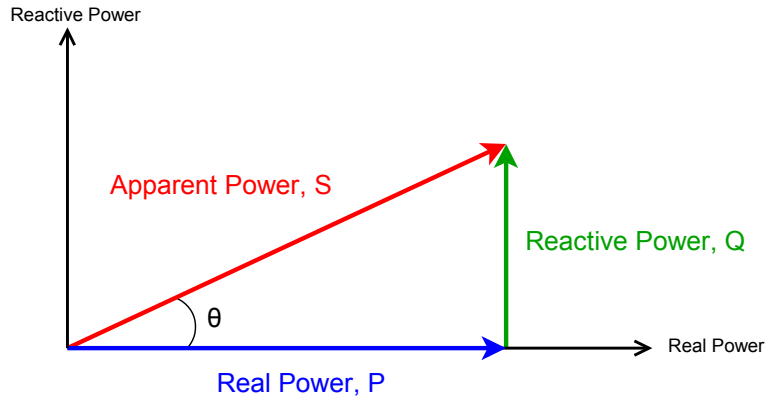 Reactive Power
Apparent Power, S
Reactive Power, Q
θ
Real Power
Real Power, P